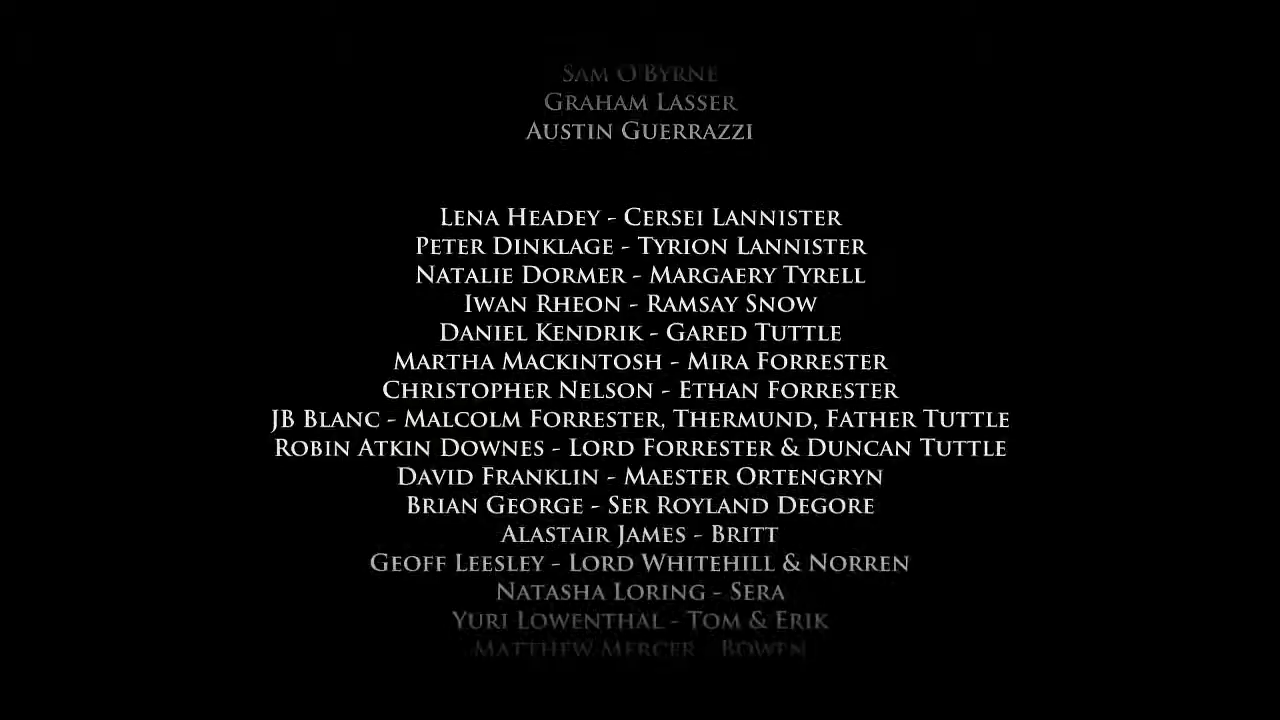 Sam O'Byrne
Graham Lasser
Austin Guerrazzi
Lena Headey - Cersei Lannister
Peter Dinklage - Tyrion Lannister
Natalie Dormer - Margaery Tyrell
Iwan Rheon - Ramsay Snow
Daniel Kendrik - Gared Tuttle
Martha Mackintosh - Mira Forrester
Christopher Nelson - Ethan Forrester
JB Blanc - Malcolm Forrester, Thermund, Father Tuttle
Robin Atkin Downes - Lord Forrester & Duncan Tuttle
David Franklin - Maester Ortengryn
Brian George - Ser Royland Degore
Alastair James - Britt
Geoff Leesley - Lord Whitehill & Norren
Natasha Loring - Sera
Yuri Lowenthal - Tom & Erik
Matthew Mercer - Bowen